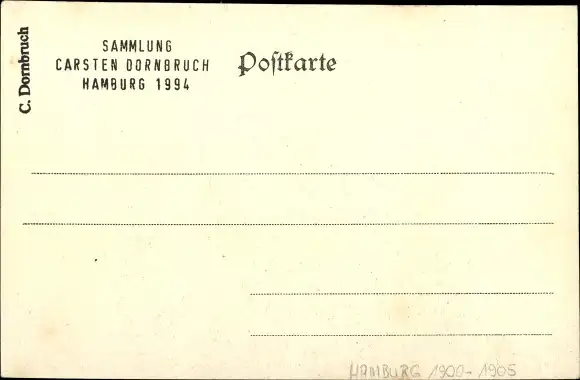 C. Dornbruch
SAMMLUNG
CARSTEN DORNBRUCH
HAMBURG 1994
Poſtkarte
HAMBURG 1900-1905